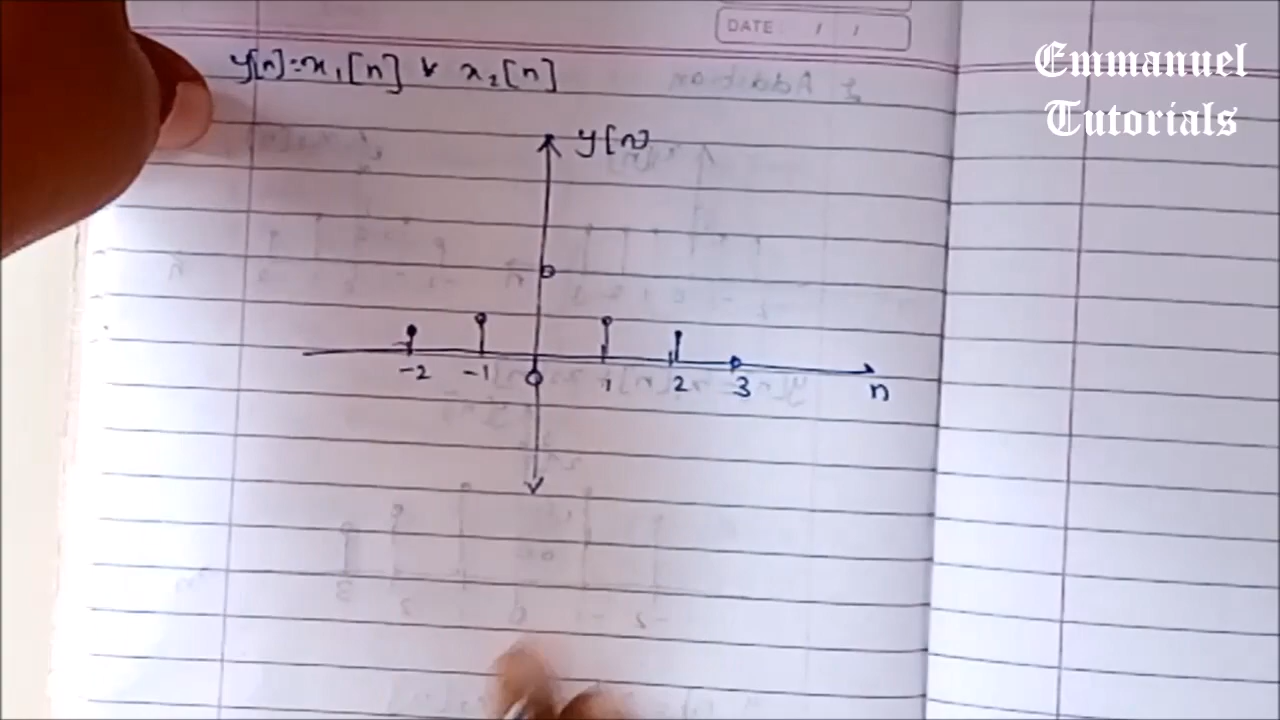 DATE / /
Emmanuel
Tutorials
y[n]=x₁[n] x₂[n]
y[n]
-2 -1 0 1 2 3
n